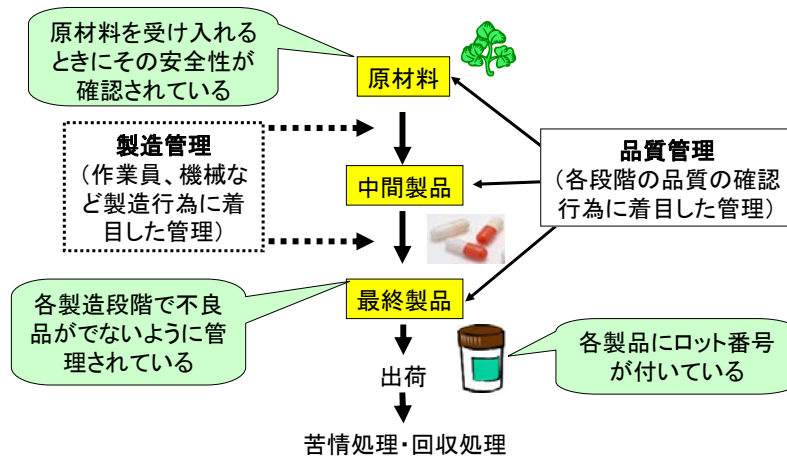 原材料を受け入れる
ときにその安全性が
確認されている
原材料
製造管理
（作業員、機械な
ど製造行為に着
目した管理）
品質管理
（各段階の品質の確認
行為に着目した管理）
中間製品
最終製品
各製造段階で不良
品がでないように管
理されている
各製品にロット番号
が付いている
出荷
苦情処理・回収処理